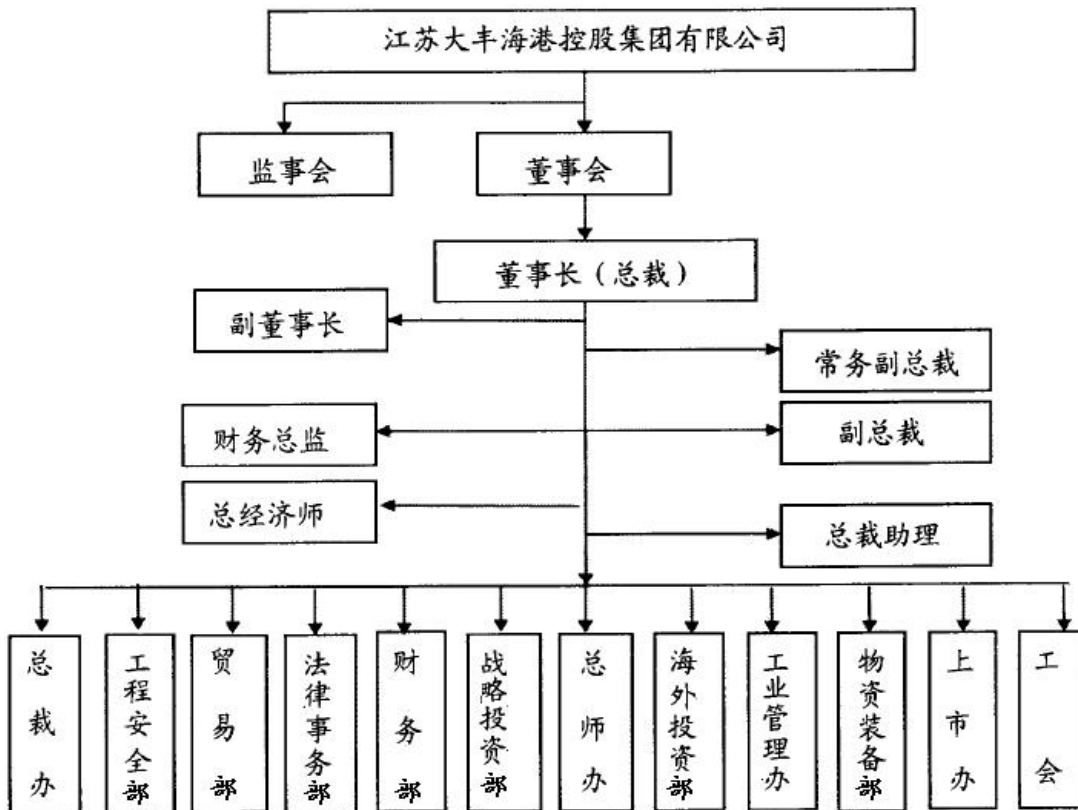 江苏大丰海港控股集团有限公司
监事会
董事会
董事长（总裁）
副董事长
常务副总裁
财务总监
副总裁
总经济师
总裁助理
总裁办
工程安全部
贸易部
法律事务部
财务部
战略投资部
总师办
海外投资部
工业管理办
物资装备部
上市办
工会